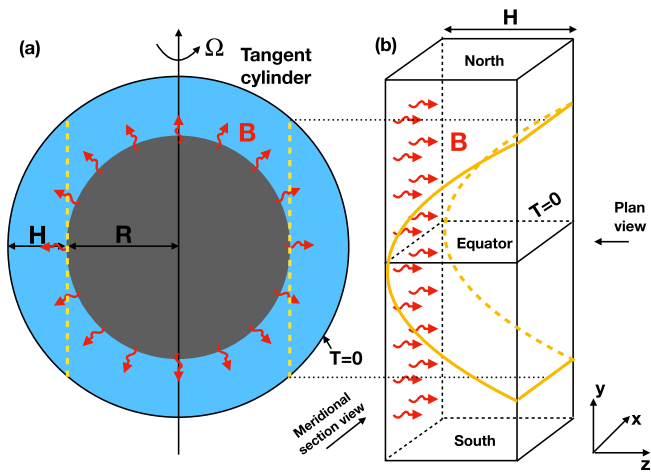 (a)
Ω
Tangent
cylinder
B
H
R
T=0
(b)
H
North
B
T=0
Equator
Plan
view
Meridional
section view
South
y
x
z